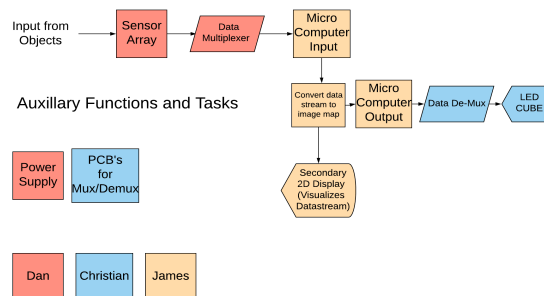 Input from
Objects
Sensor
Array
Data
Multiplexer
Micro
Computer
Input
Convert data
stream to
image map
Micro
Computer
Output
Data De-Mux
LED
CUBE
Auxillary Functions and Tasks
Secondary
2D Display
(Visualizes
Datastream)
Power
Supply
PCB's
for
Mux/Demux
Dan
Christian
James